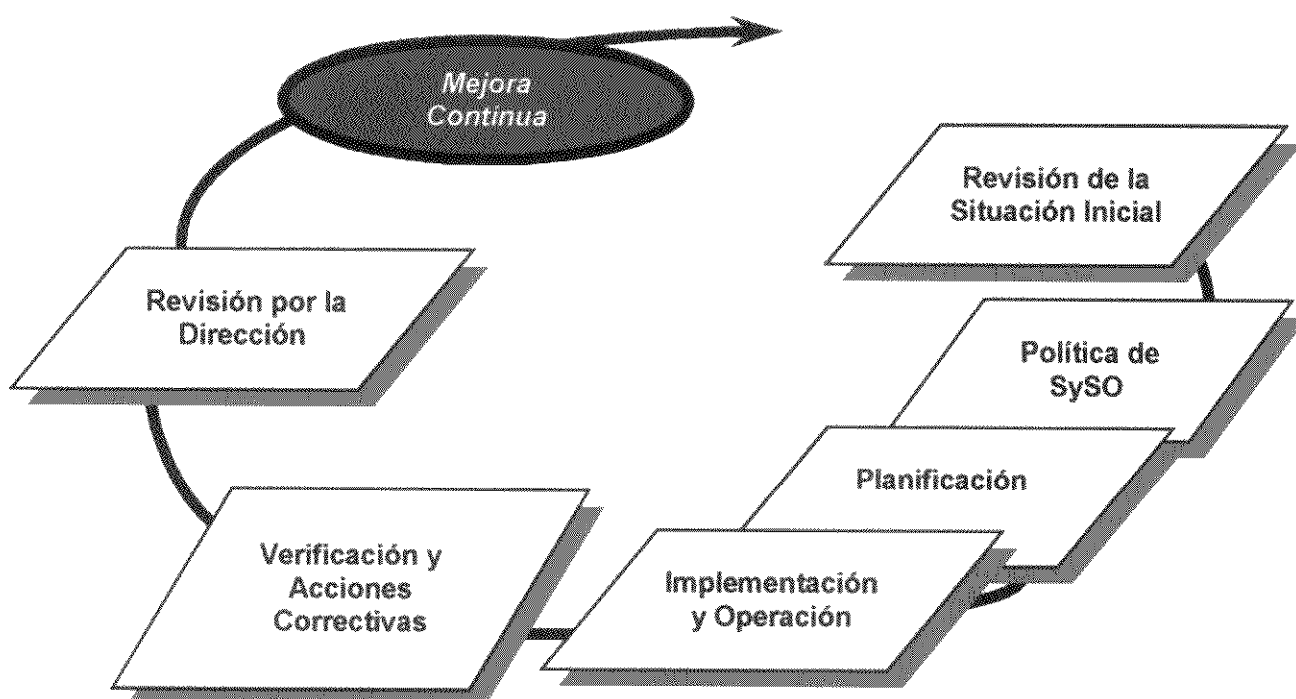 Mejora
Continua
Revisión de la
Situación Inicial
Revisión por la
Dirección
Política de
SySO
Planificación
Verificación y
Acciones
Correctivas
Implementación
y Operación